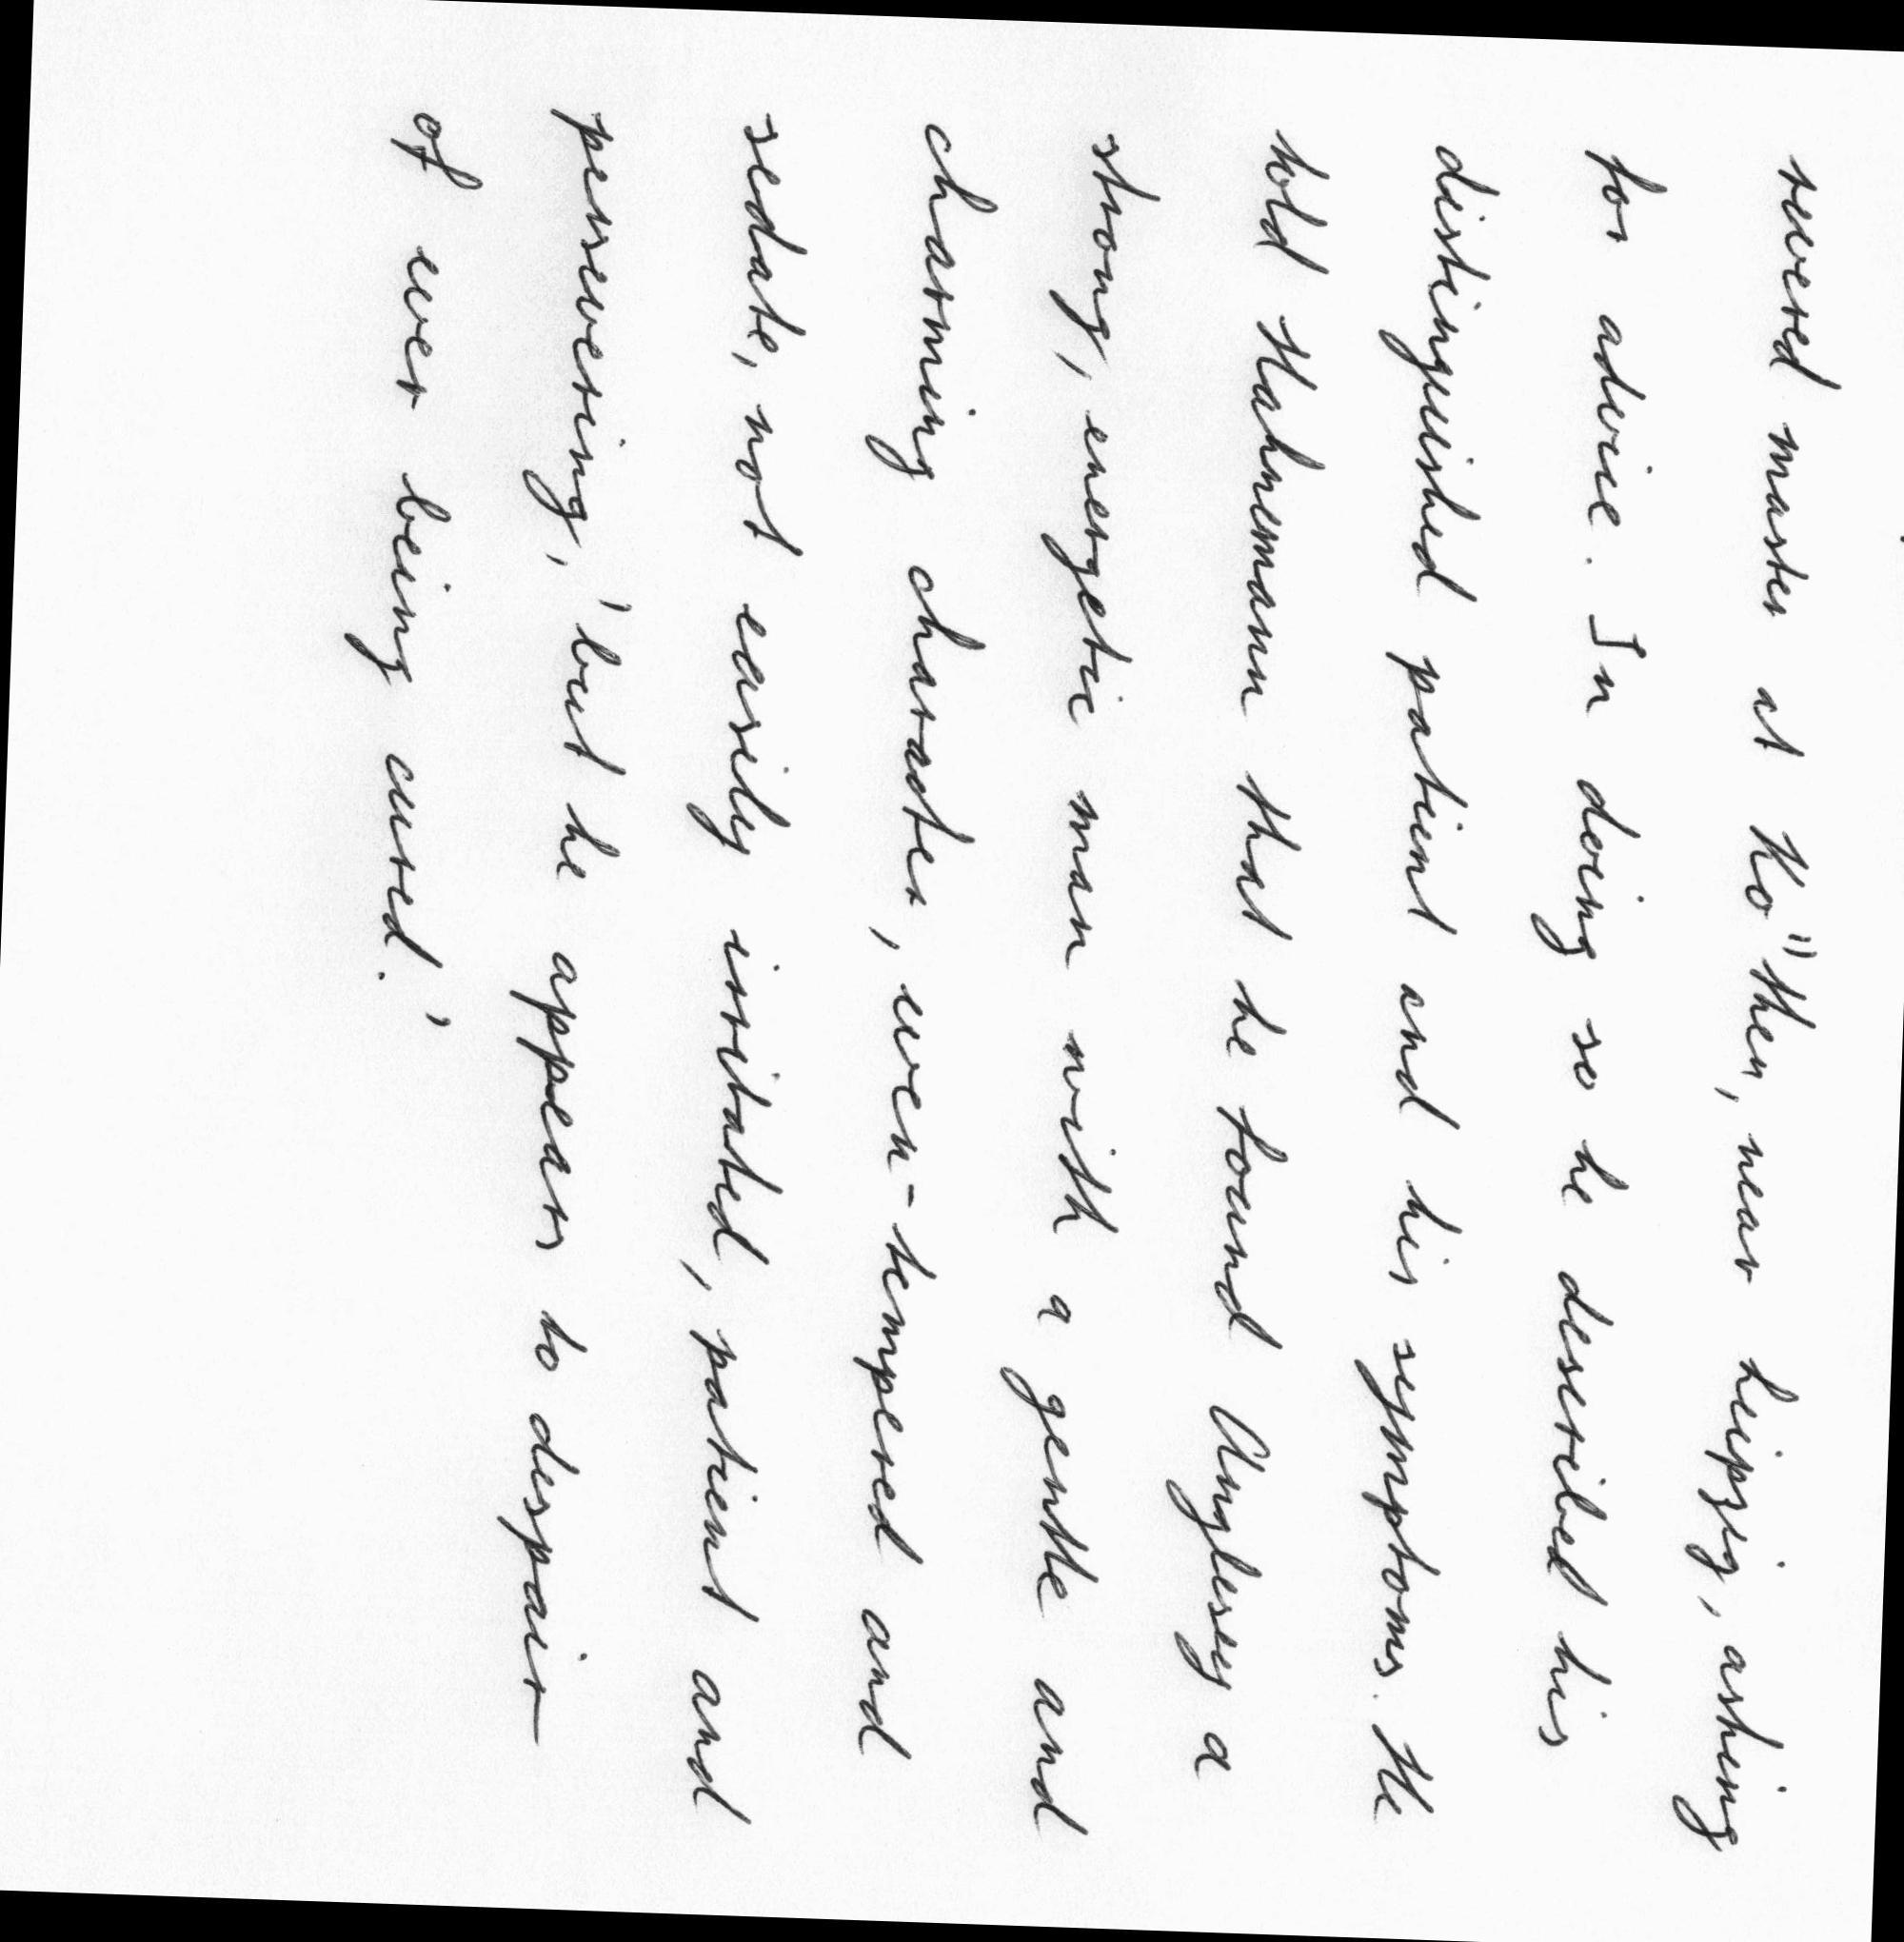 revered master at Ko"then, near Leipzig, asking
for advice. In doing so he described his
distinguished patient and his symptoms. He
told Hahnemann that he found Anglesey a
strong, energetic man with a gentle and
charming character, even-tempered and
sedate, not easily irritated, patient and
persevering, 'but he appears to despair
of ever being cured.'